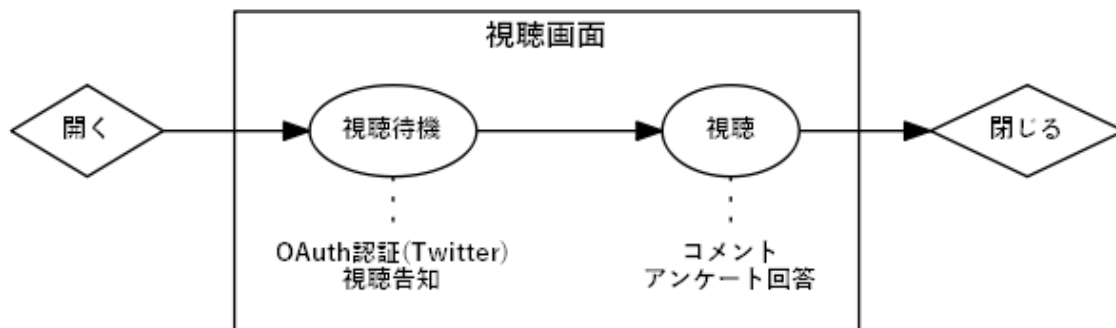 視聴画面
開く
視聴待機
視聴
閉じる
OAuth認証(Twitter)
視聴告知
コメント
アンケート回答